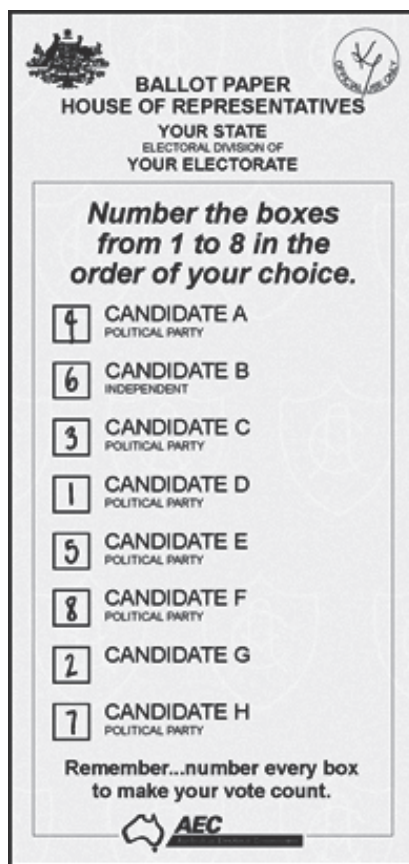 BALLOT PAPER
HOUSE OF REPRESENTATIVES
OFFICIAL USE ONLY
YOUR STATE
ELECTORAL DIVISION OF
YOUR ELECTORATE
Number the boxes
from 1 to 8 in the
order of your choice.
4 CANDIDATE A
POLITICAL PARTY
6 CANDIDATE B
INDEPENDENT
3 CANDIDATE C
POLITICAL PARTY
1 CANDIDATE D
POLITICAL PARTY
5 CANDIDATE E
POLITICAL PARTY
8 CANDIDATE F
POLITICAL PARTY
2 CANDIDATE G
7 CANDIDATE H
POLITICAL PARTY
Remember...number every box
to make your vote count.
AEC